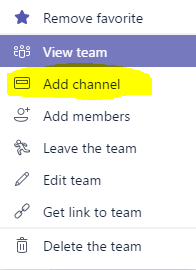 Remove favorite
View team
Add channel
Add members
Leave the team
Edit team
Get link to team
Delete the team